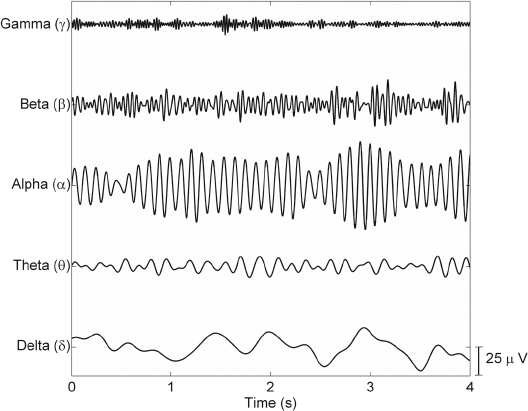 Gamma (γ)
Beta (β)
Alpha (α)
Theta (θ)
Delta (δ)
25 μ V
0
1
2
3
4
Time (s)